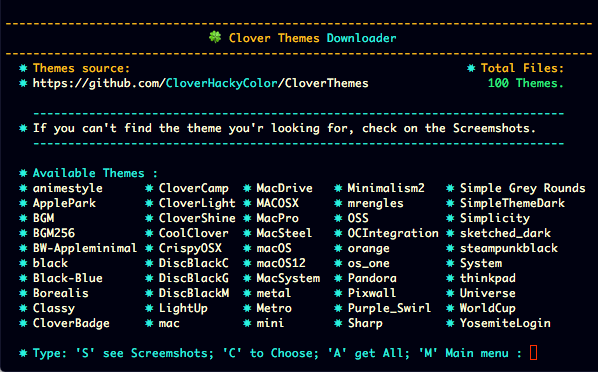 🍀 Clover Themes Downloader
✷ Themes source: ✷ Total Files:
✷ https://github.com/CloverHackyColor/CloverThemes 100 Themes.
✷ If you can't find the theme you'r looking for, check on the Screenshots.
✷ Available Themes :
✷ animestyle ✷ CloverCamp ✷ MacDrive ✷ Minimalism2 ✷ Simple Grey Rounds
✷ ApplePark ✷ CloverLight ✷ MACOSX ✷ mrengles ✷ SimpleThemeDark
✷ BGM ✷ CloverShine ✷ MacPro ✷ OSS ✷ Simplicity
✷ BGM256 ✷ CoolClover ✷ MacSteel ✷ OCIntegration ✷ sketched_dark
✷ BW-Appleminimal ✷ CrispyOSX ✷ macOS ✷ orange ✷ steampunkblack
✷ black ✷ DiscBlackC ✷ macOS12 ✷ os_one ✷ System
✷ Black-Blue ✷ DiscBlackG ✷ MacSystem ✷ Pandora ✷ thinkpad
✷ Borealis ✷ DiscBlackM ✷ metal ✷ Pixwall ✷ Universe
✷ Classy ✷ LightUp ✷ Metro ✷ Purple_Swirl ✷ WorldCup
✷ CloverBadge ✷ mac ✷ mini ✷ Sharp ✷ YosemiteLogin
✷ Type: 'S' see Screenshots; 'C' to Choose; 'A' get All; 'M' Main menu :